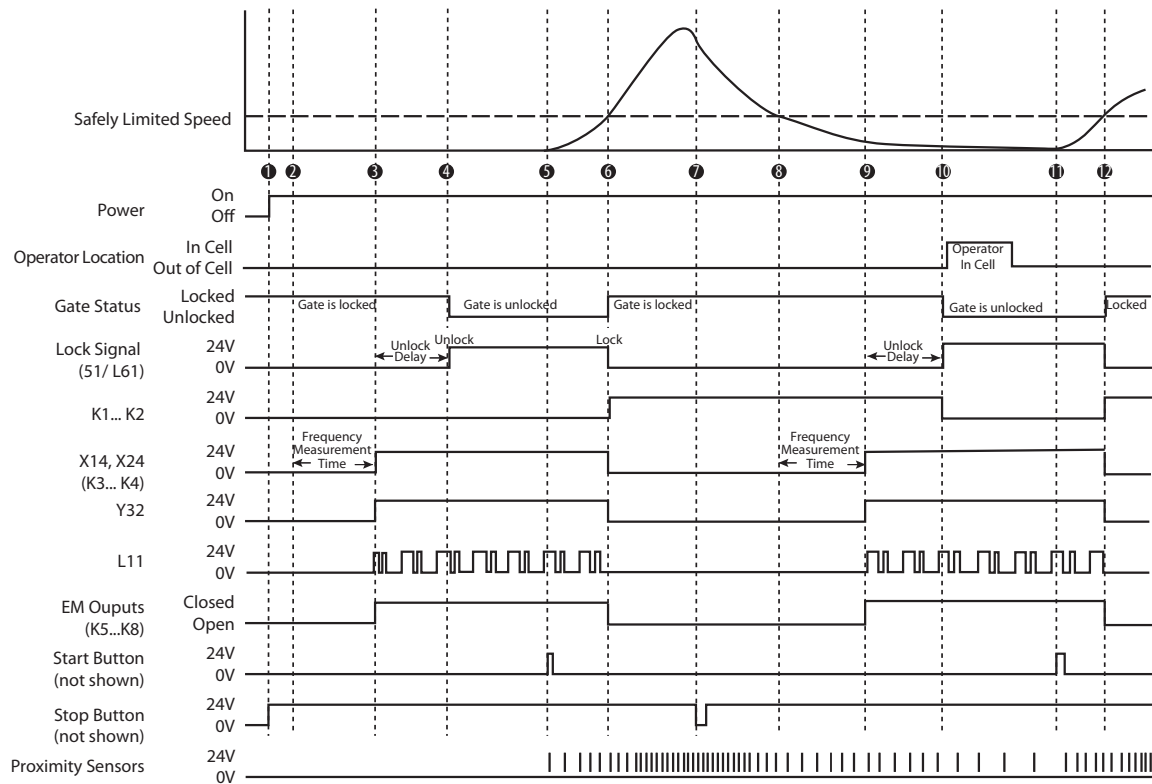 Safely Limited Speed
1 2 3 4 5 6 7 8 9 10 11 12
Power
On
Off
Operator Location
In Cell
Out of Cell
Operator
In Cell
Gate Status
Locked
Unlocked
Gate is locked
Gate is unlocked
Gate is locked
Gate is unlocked
Locked
Lock Signal
(51/ L61)
24V
0V
Unlock
Delay
Unlock
Lock
Unlock
Delay
K1... K2
24V
0V
X14, X24
(K3... K4)
24V
0V
Frequency
Measurement
Time
Frequency
Measurement
Time
Y32
24V
0V
L11
24V
0V
EM Ouputs
(K5...K8)
Closed
Open
Start Button
(not shown)
24V
0V
Stop Button
(not shown)
24V
0V
Proximity Sensors
24V
0V